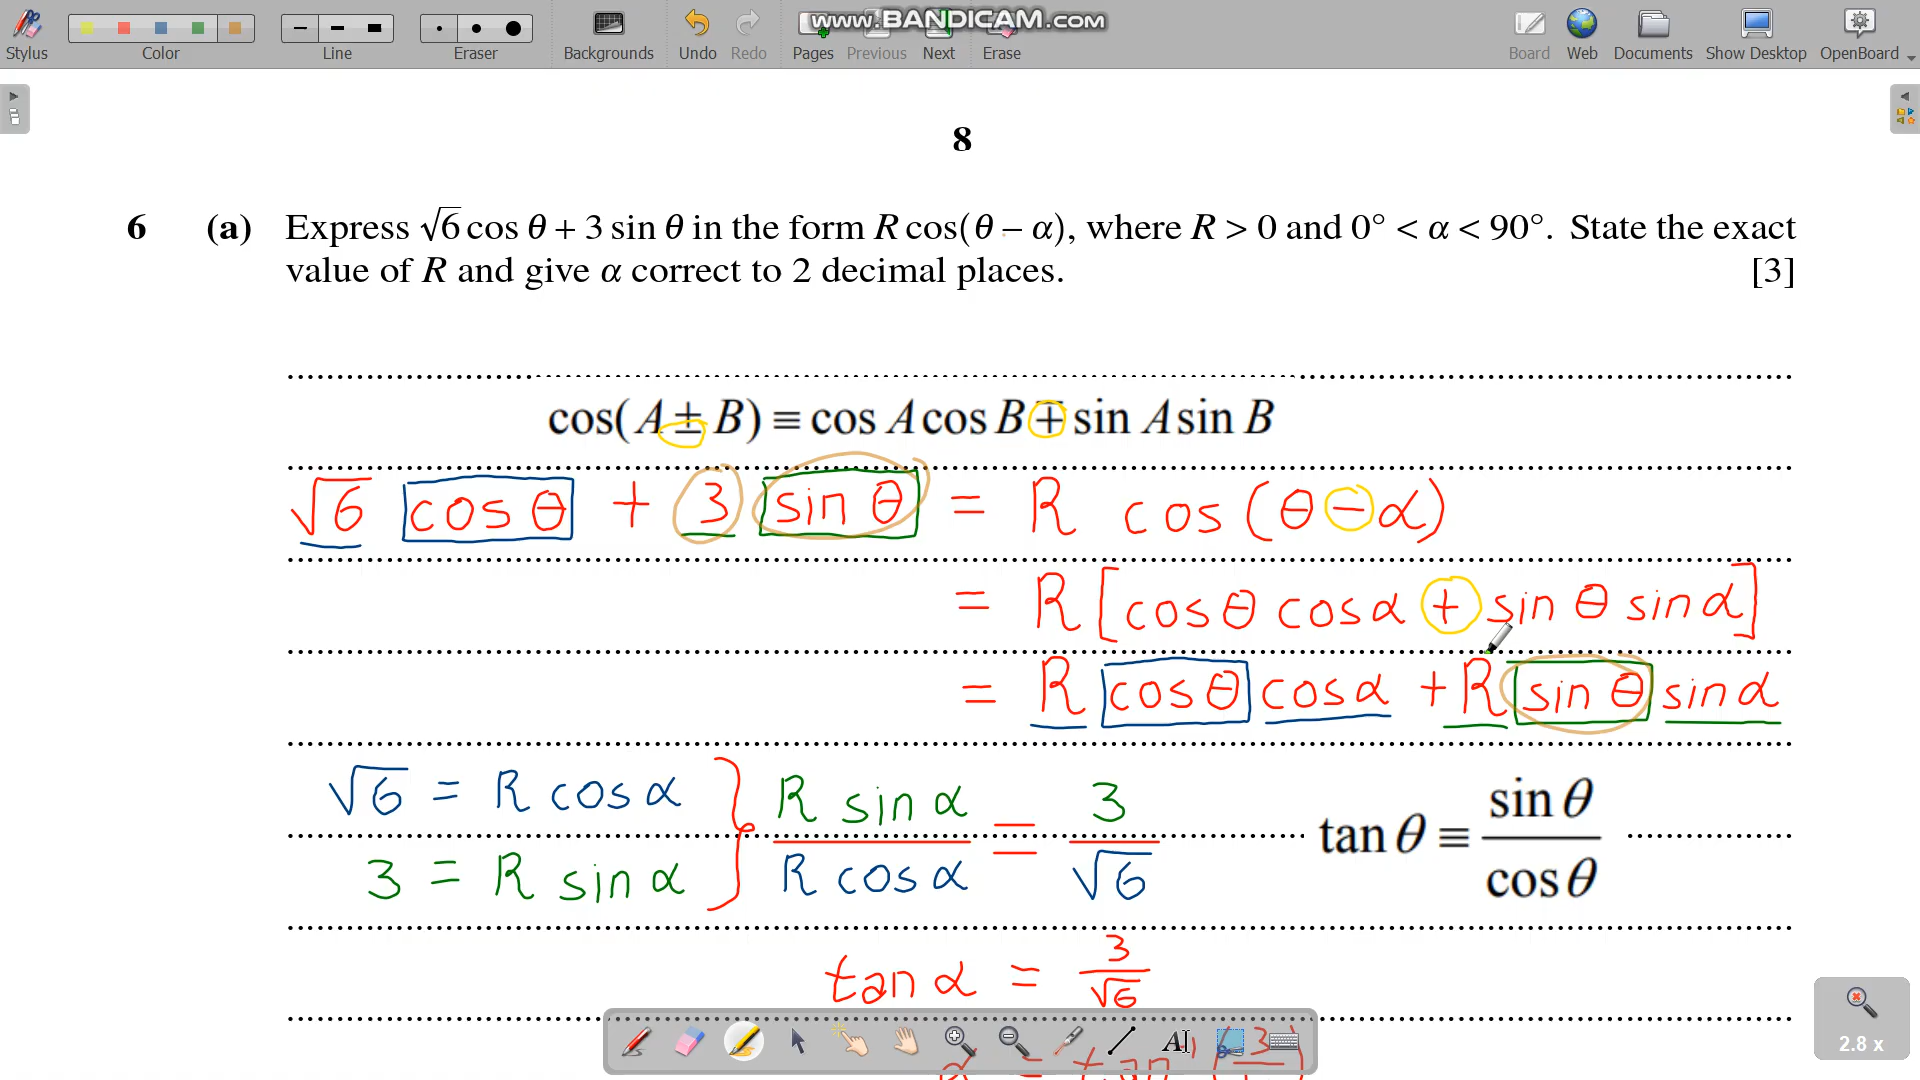 www.BANDICAM.com
Stylus Color Line Eraser Backgrounds Undo Redo Pages Previous Next Erase Board Web Documents Show Desktop OpenBoard
8
6 (a) Express √6 cos θ + 3 sin θ in the form R cos(θ − α), where R > 0 and 0° < α < 90°. State the exact
value of R and give α correct to 2 decimal places. [3]
cos(A ± B) ≡ cos A cos B ∓ sin A sin B
√6 cos θ + 3 sin θ = R cos (θ − α)
= R [cos θ cos α + sin θ sin α]
= R cos θ cos α + R sin θ sin α
√6 = R cos α
3 = R sin α
R sin α / R cos α = 3 / √6
tan θ ≡ sin θ / cos θ
tan α = 3 / √6
2.8 x